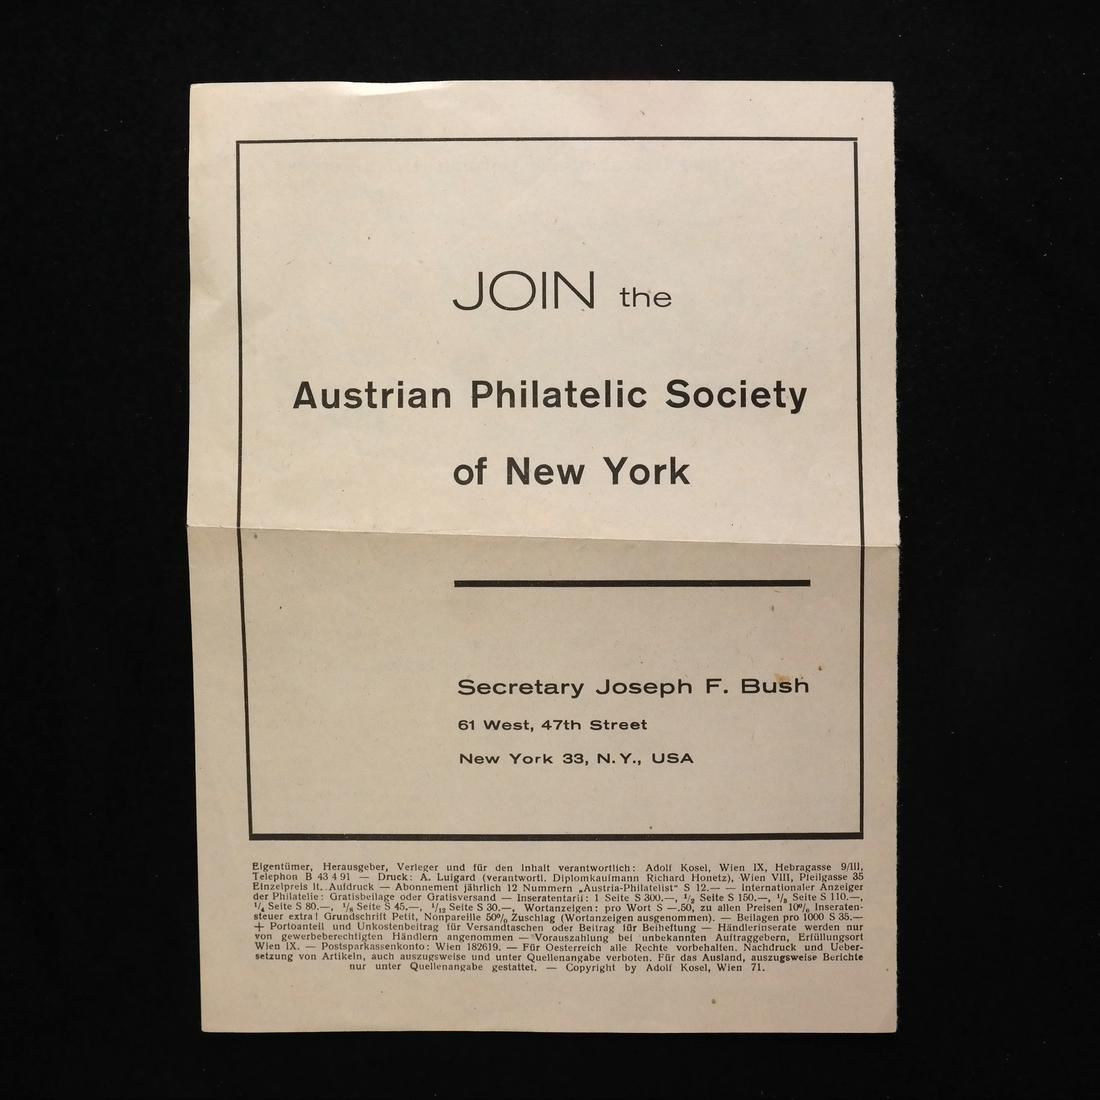 JOIN the
Austrian Philatelic Society
of New York
Secretary Joseph F. Bush
61 West, 47th Street
New York 33, N.Y., USA
Eigentümer, Herausgeber, Verleger und für den Inhalt verantwortlich: Adolf Kosel, Wien IX, Hebragasse 9/III,
Telephon B 43 4 91 — Druck: A. Luigard (verantwortl. Diplomkaufmann Richard Honetz), Wien VIII, Pfeilgasse 35
Einzelpreis lt. Aufdruck — Abonnement jährlich 12 Nummern „Austria-Philatelist" S 12.— — Internationaler Anzeiger
der Philatelie: Gratisbeilage oder Gratisversand — Inseratentarif: 1 Seite S 300.—, 1/2 Seite S 150.—, 1/3 Seite S 110.—,
1/4 Seite S 80.—, 1/8 Seite S 45.—, 1/12 Seite S 30.—, Wortanzeigen: pro Wort S —.50, zu allen Preisen 10% Inseraten-
steuer extra! Grundschrift Petit, Nonpareille 50% Zuschlag (Wortanzeigen ausgenommen). — Beilagen pro 1000 S 35.—
+ Portoanteil und Unkostenbeitrag für Versandtaschen oder Beitrag für Beiheftung — Händlerinserate werden nur
von gewerbeberechtigten Händlern angenommen — Vorauszahlung bei unbekannten Auftraggebern, Erfüllungsort
Wien IX. — Postsparkassenkonto: Wien 182619. — Für Oesterreich alle Rechte vorbehalten. Nachdruck und Ueber-
setzung von Artikeln, auch auszugsweise und unter Quellenangabe verboten. Für das Ausland, auszugsweise Berichte
nur unter Quellenangabe gestattet. — Copyright by Adolf Kosel, Wien 71.